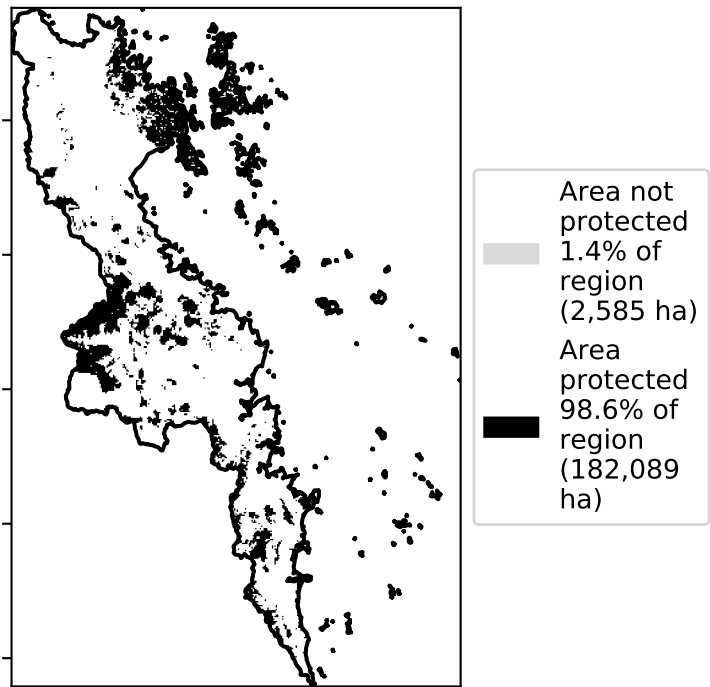 Area not
protected
1.4% of
region
(2,585 ha)
Area
protected
98.6% of
region
(182,089
ha)